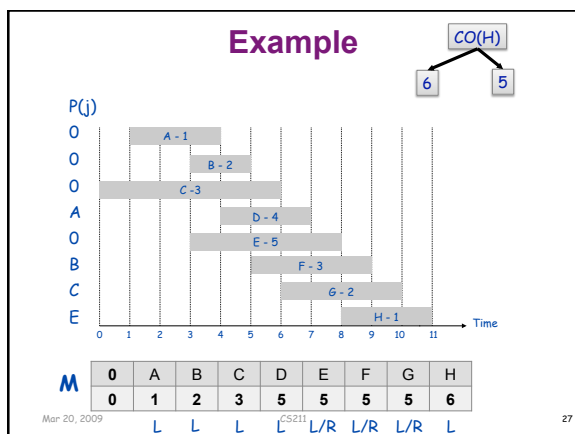 Example
CO(H)
6 5
P(j)
0 A - 1
0 B - 2
0 C -3
A D - 4
0 E - 5
B F - 3
C G - 2
E H - 1
Time
0 1 2 3 4 5 6 7 8 9 10 11
M 0 A B C D E F G H
0 1 2 3 5 5 5 5 6
L L L L L/R L/R L/R L
Mar 20, 2009 CS211 27